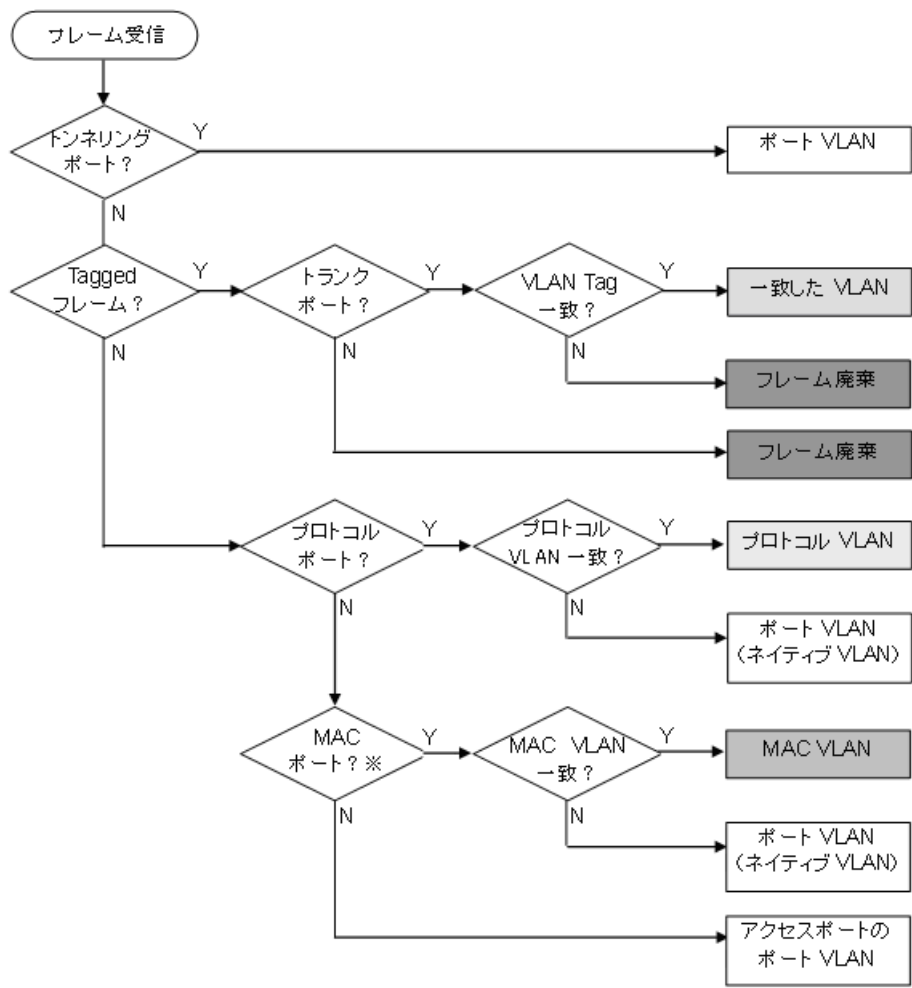 フレーム受信
トンネリング
ポート？
Y
ポート VLAN
N
Tagged
フレーム？
Y
トランク
ポート？
Y
VLAN Tag
一致？
Y
一致した VLAN
N
N
N
フレーム廃棄
フレーム廃棄
プロトコル
ポート？
Y
プロトコル
VLAN 一致？
Y
プロトコル VLAN
N
N
ポート VLAN
（ネイティブ VLAN）
MAC
ポート？※
Y
MAC VLAN
一致？
Y
MAC VLAN
N
N
ポート VLAN
（ネイティブ VLAN）
アクセスポートの
ポート VLAN